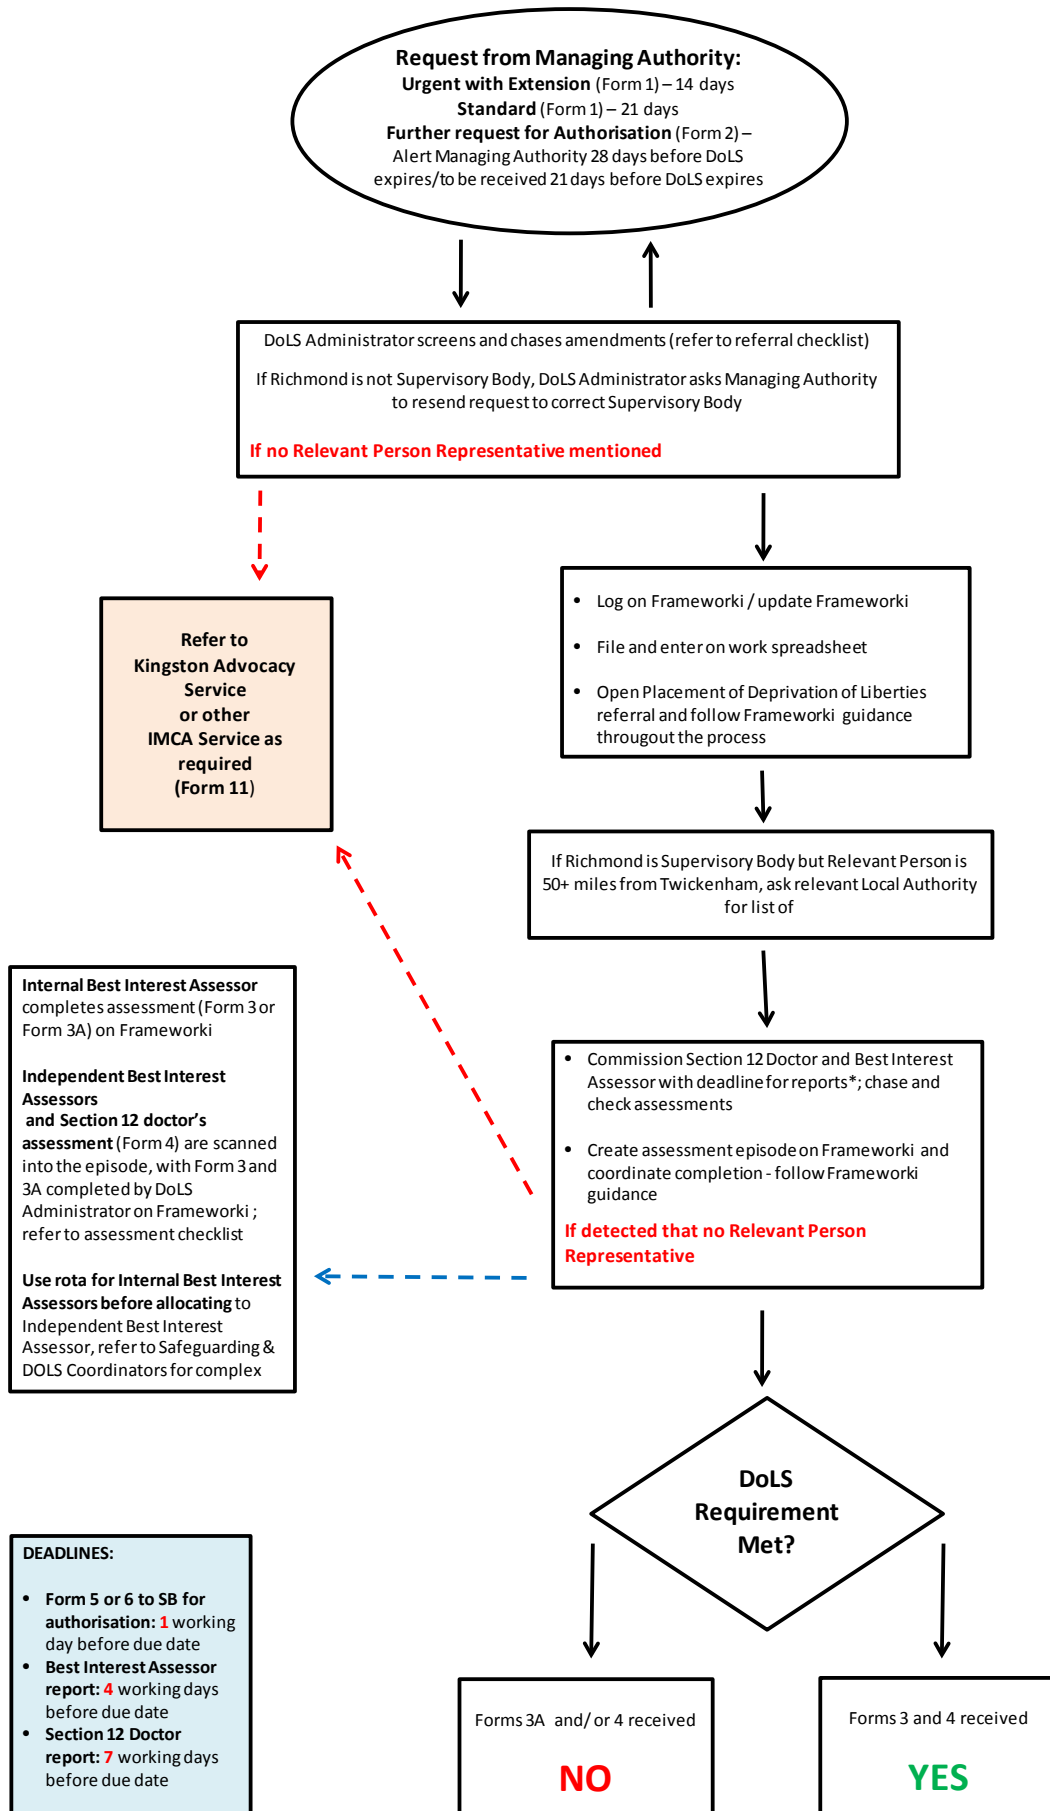 Request from Managing Authority:
Urgent with Extension (Form 1) – 14 days
Standard (Form 1) – 21 days
Further request for Authorisation (Form 2) –
Alert Managing Authority 28 days before DoLS
expires/to be received 21 days before DoLS expires
DoLS Administrator screens and chases amendments (refer to referral checklist)
If Richmond is not Supervisory Body, DoLS Administrator asks Managing Authority
to resend request to correct Supervisory Body
If no Relevant Person Representative mentioned
Refer to
Kingston Advocacy
Service
or other
IMCA Service as
required
(Form 11)
• Log on Frameworki / update Frameworki
• File and enter on work spreadsheet
• Open Placement of Deprivation of Liberties
referral and follow Frameworki guidance
througout the process
If Richmond is Supervisory Body but Relevant Person is
50+ miles from Twickenham, ask relevant Local Authority
for list of
Internal Best Interest Assessor
completes assessment (Form 3 or
Form 3A) on Frameworki
Independent Best Interest
Assessors
and Section 12 doctor's
assessment (Form 4) are scanned
into the episode, with Form 3 and
3A completed by DoLS
Administrator on Frameworki ;
refer to assessment checklist
Use rota for Internal Best Interest
Assessors before allocating to
Independent Best Interest
Assessor, refer to Safeguarding &
DOLS Coordinators for complex
• Commission Section 12 Doctor and Best Interest
Assessor with deadline for reports*; chase and
check assessments
• Create assessment episode on Frameworki and
coordinate completion - follow Frameworki
guidance
If detected that no Relevant Person
Representative
DoLS
Requirement
Met?
DEADLINES:
• Form 5 or 6 to SB for
authorisation: 1 working
day before due date
• Best Interest Assessor
report: 4 working days
before due date
• Section 12 Doctor
report: 7 working days
before due date
Forms 3A and/ or 4 received
NO
Forms 3 and 4 received
YES